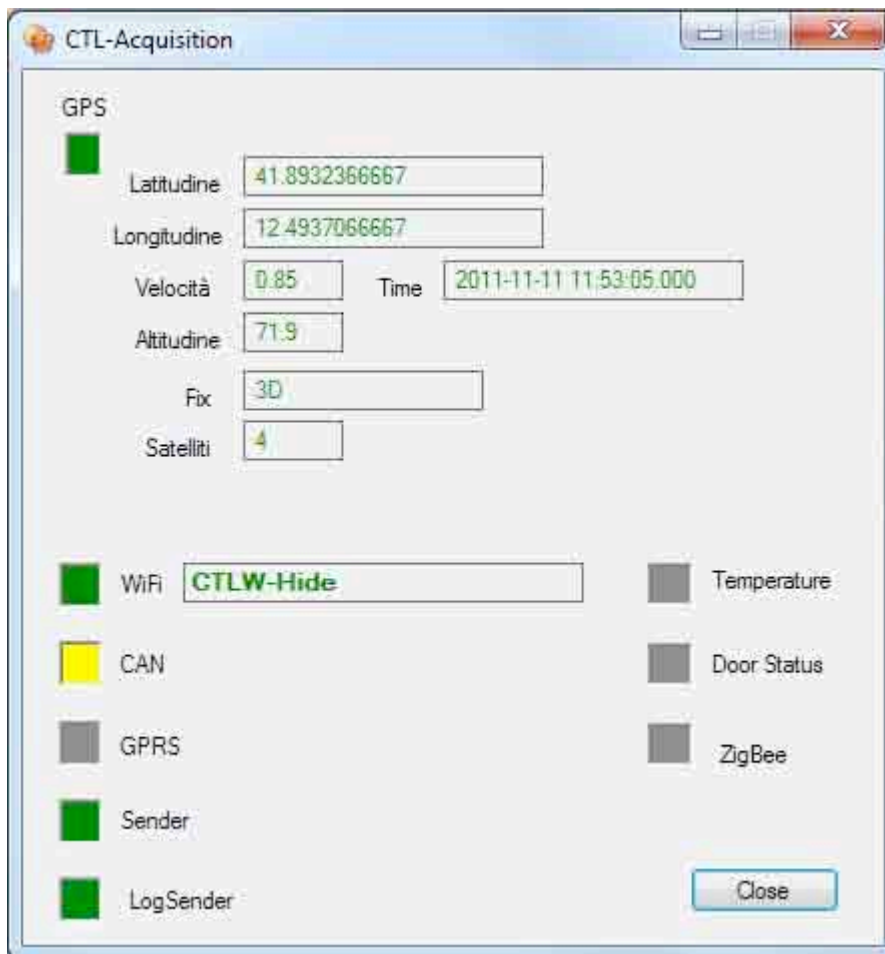 CTL-Acquisition
GPS
Latitudine 41.8932366667
Longitudine 12.4937066667
Velocità 0.85 Time 2011-11-11 11:53:05.000
Altitudine 71.9
Fix 3D
Satelliti 4
WiFi CTLW-Hide Temperature
CAN Door Status
GPRS ZigBee
Sender
LogSender Close